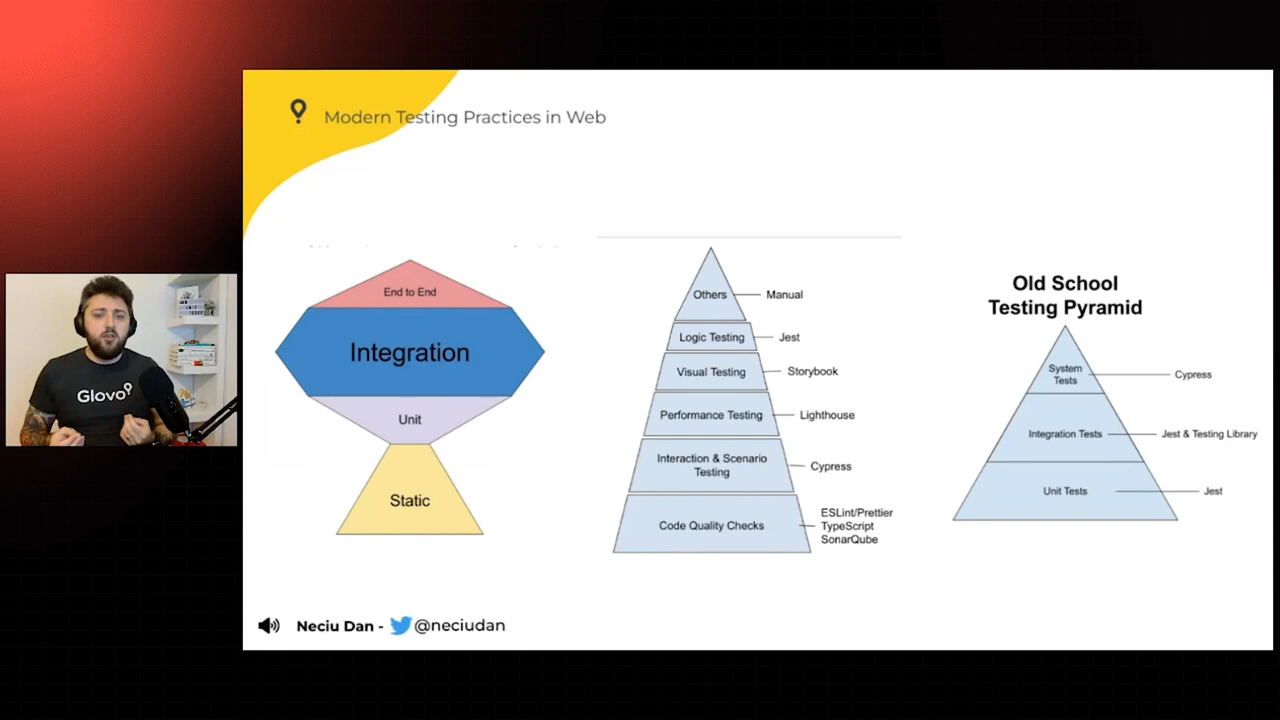 Modern Testing Practices in Web
End to End
Integration
Unit
Static
Others
Manual
Logic Testing
Jest
Visual Testing
Storybook
Performance Testing
Lighthouse
Interaction & Scenario
Testing
Cypress
Code Quality Checks
ESLint/Prettier
TypeScript
SonarQube
Old School
Testing Pyramid
System
Tests
Cypress
Integration Tests
Jest & Testing Library
Unit Tests
Jest
Glovo
Neciu Dan - @neciudan